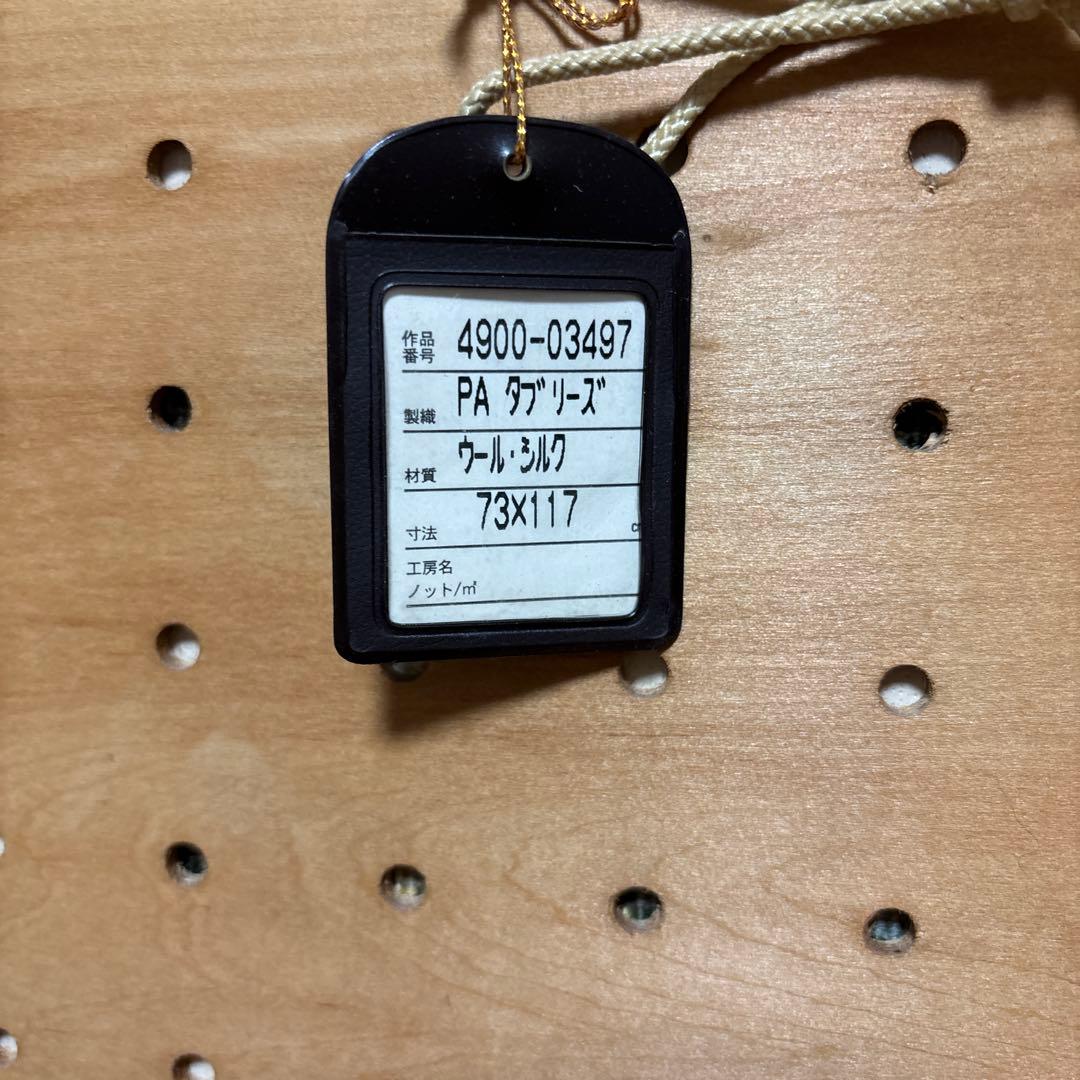 作品番号 4900-03497
製織 PA タブリーズ
材質 ウール・シルク
寸法 73×117 cm
工房名
ノット/㎡